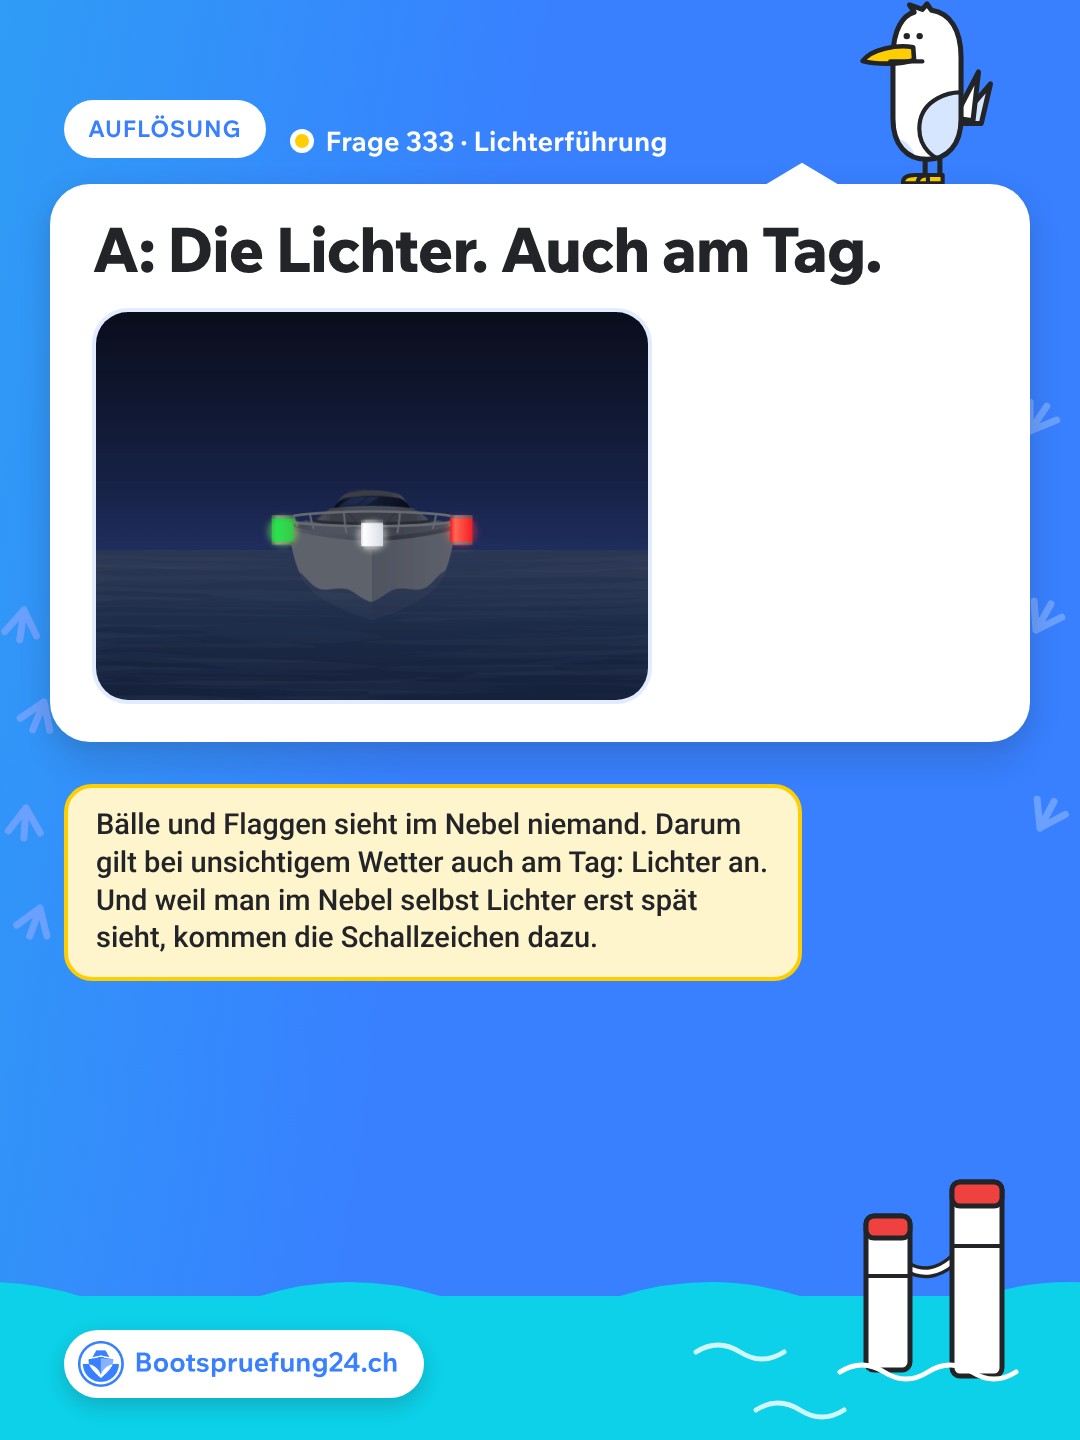 AUFLÖSUNG
Frage 333 · Lichterführung
A: Die Lichter. Auch am Tag.
Bälle und Flaggen sieht im Nebel niemand. Darum
gilt bei unsichtigem Wetter auch am Tag: Lichter an.
Und weil man im Nebel selbst Lichter erst spät
sieht, kommen die Schallzeichen dazu.
Bootspruefung24.ch